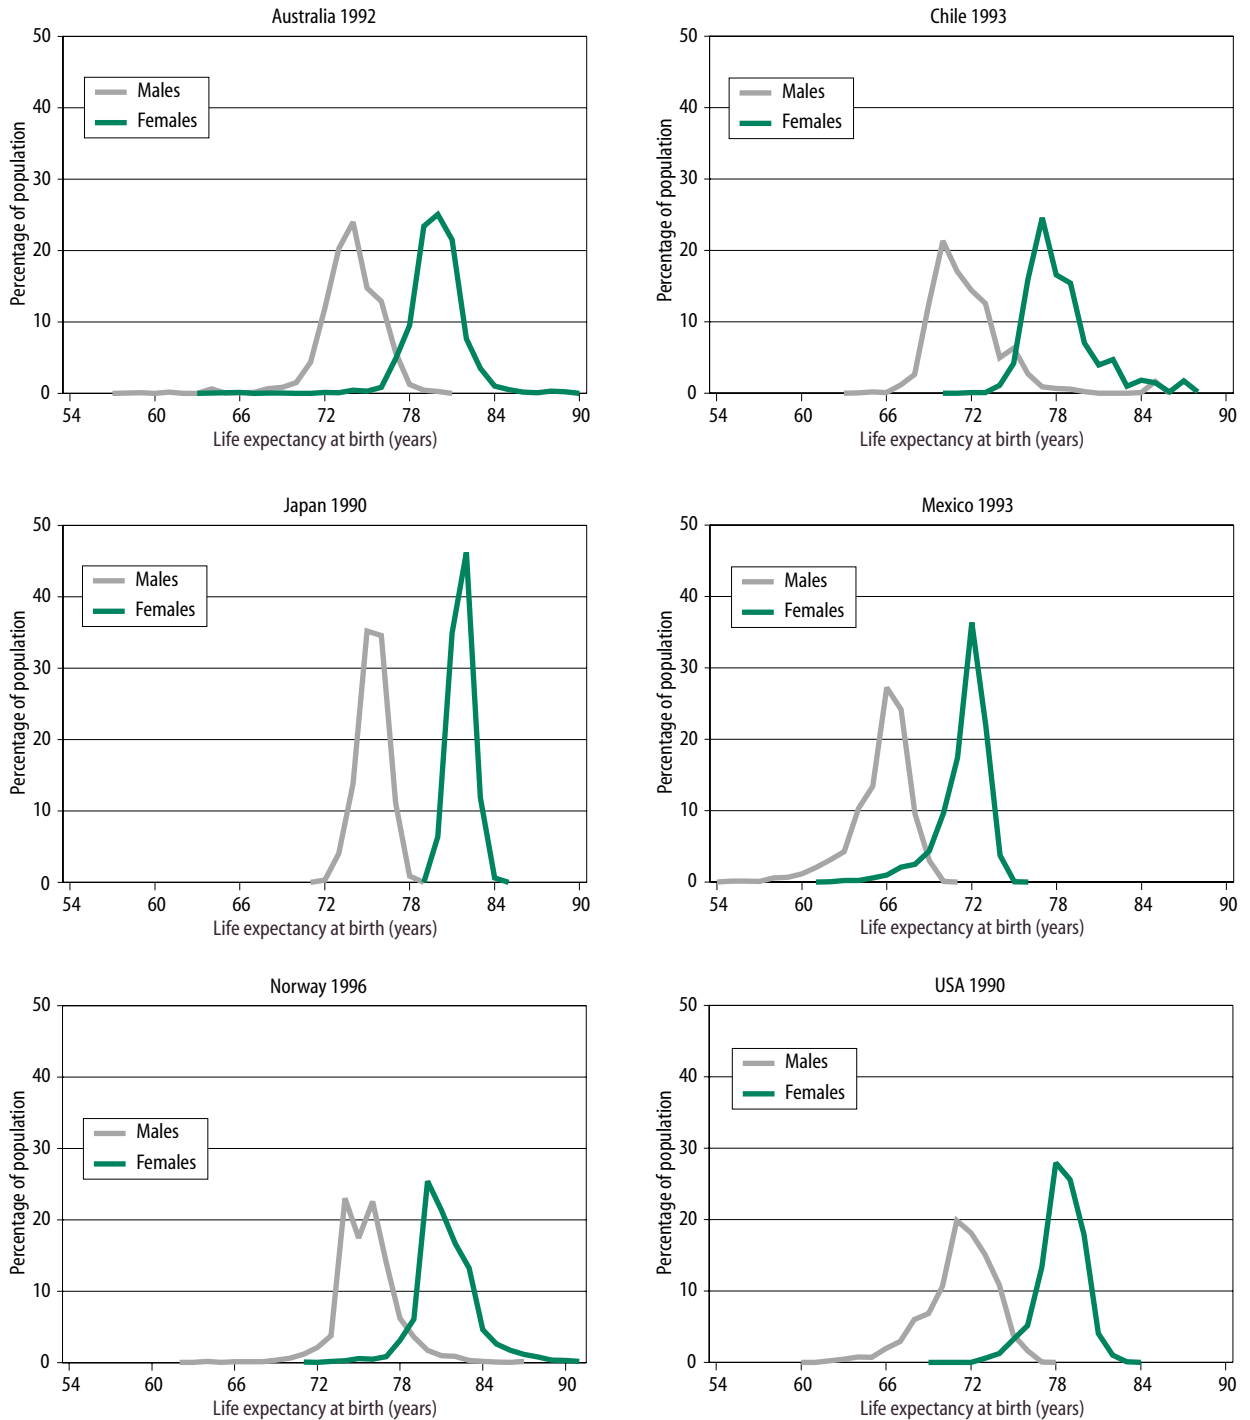 Australia 1992
50
40
30
20
10
0
Percentage of population
Males
Females
54 60 66 72 78 84 90
Life expectancy at birth (years)
Chile 1993
50
40
30
20
10
0
Percentage of population
Males
Females
54 60 66 72 78 84 90
Life expectancy at birth (years)
Japan 1990
50
40
30
20
10
0
Percentage of population
Males
Females
54 60 66 72 78 84 90
Life expectancy at birth (years)
Mexico 1993
50
40
30
20
10
0
Percentage of population
Males
Females
54 60 66 72 78 84 90
Life expectancy at birth (years)
Norway 1996
50
40
30
20
10
0
Percentage of population
Males
Females
54 60 66 72 78 84 90
Life expectancy at birth (years)
USA 1990
50
40
30
20
10
0
Percentage of population
Males
Females
54 60 66 72 78 84 90
Life expectancy at birth (years)